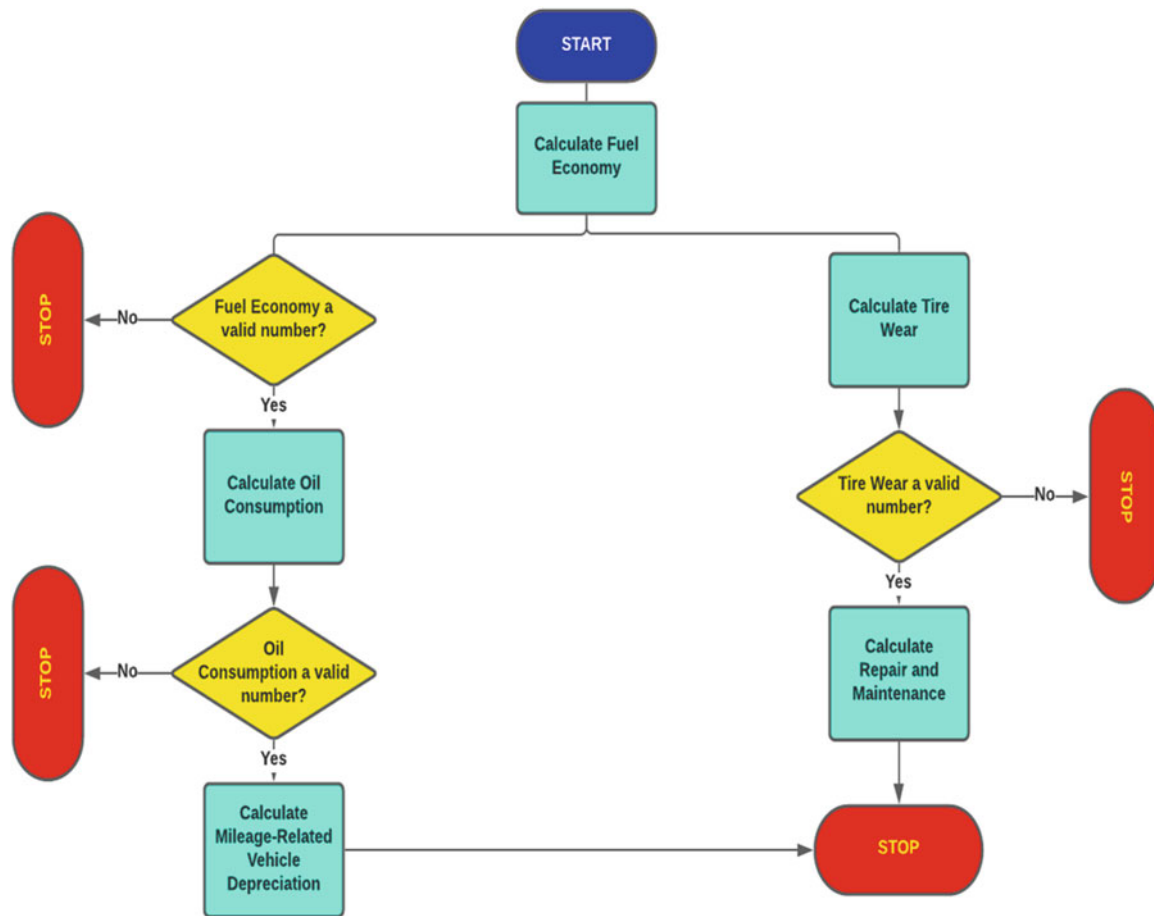 START
Calculate Fuel
Economy
STOP
No
Fuel Economy a
valid number?
Calculate Tire
Wear
Yes
Calculate Oil
Consumption
Tire Wear a valid
number?
No
STOP
Yes
STOP
No
Oil
Consumption a valid
number?
Calculate
Repair and
Maintenance
Yes
Calculate
Mileage-Related
Vehicle
Depreciation
STOP